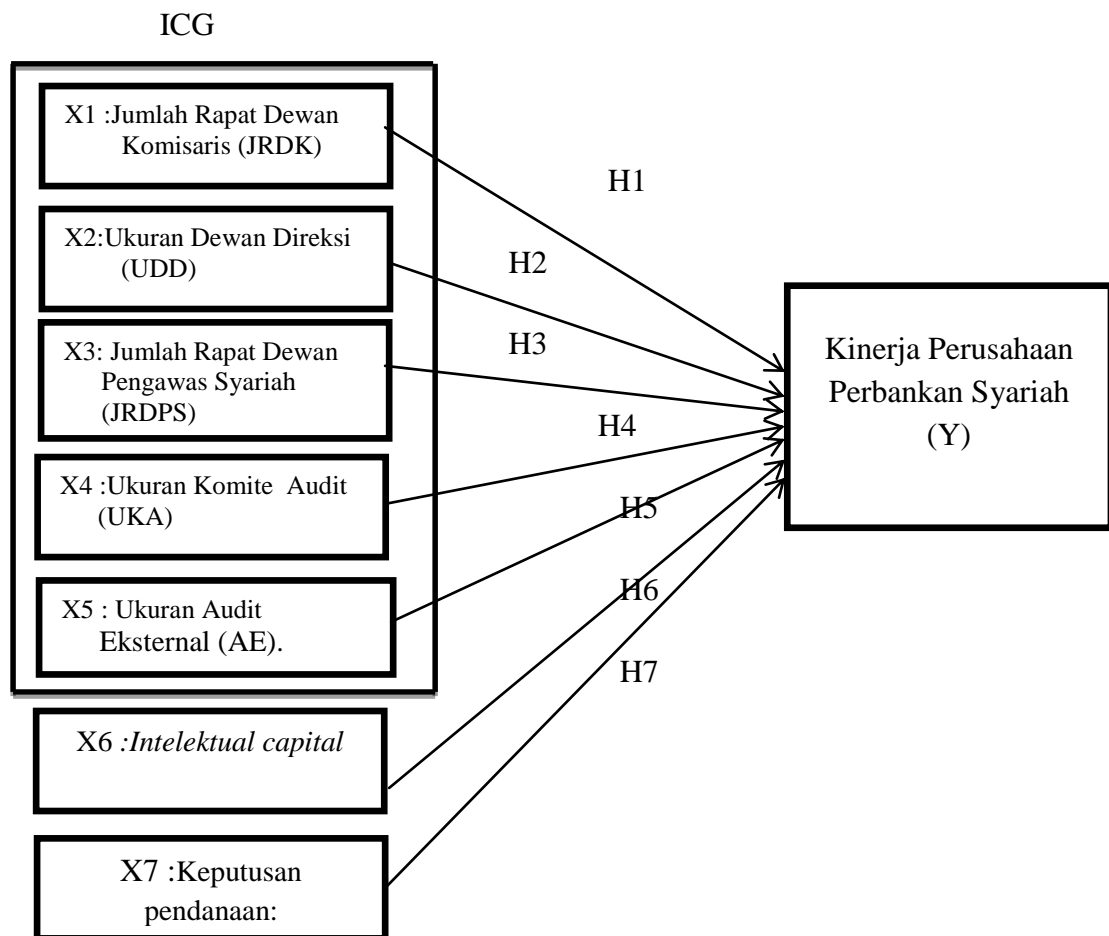 ICG
X1 :Jumlah Rapat Dewan
Komisaris (JRDK)
X2:Ukuran Dewan Direksi
(UDD)
X3: Jumlah Rapat Dewan
Pengawas Syariah
(JRDPS)
X4 :Ukuran Komite Audit
(UKA)
X5 : Ukuran Audit
Eksternal (AE).
X6 :Intelektual capital
X7 :Keputusan
pendanaan:
H1
H2
H3
H4
H5
H6
H7
Kinerja Perusahaan
Perbankan Syariah
(Y)